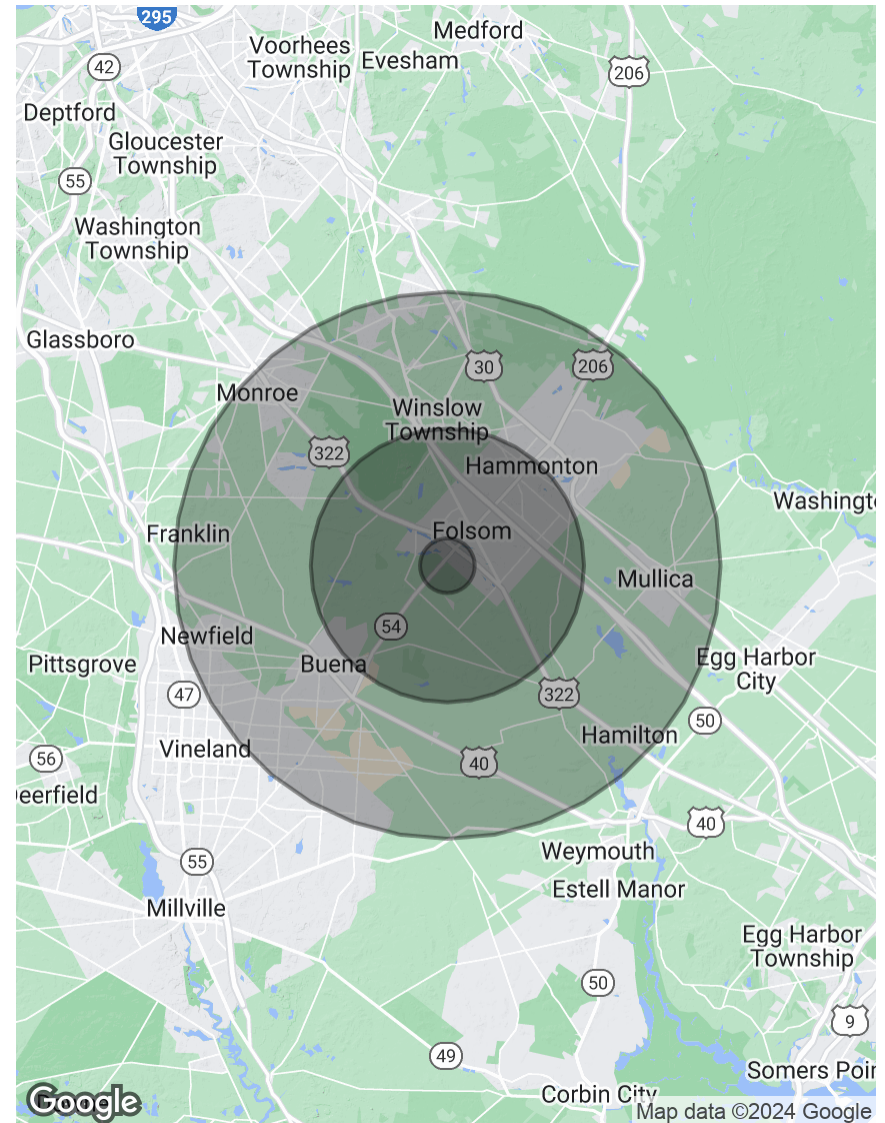 295
Medford
Voorhees
Township
Evesham
42
206
Deptford
Gloucester
Township
55
Washington
Township
Glassboro
30
206
Monroe
Winslow
Township
322
Hammonton
Washingt
Franklin
Folsom
Mullica
54
Newfield
Buena
Pittsgrove
Egg Harbor
City
47
322
50
Hamilton
Vineland
56
40
eerfield
40
Weymouth
55
Estell Manor
Millville
Egg Harbor
Township
50
9
49
Somers Poin
Corbin City
Google
Map data ©2024 Google